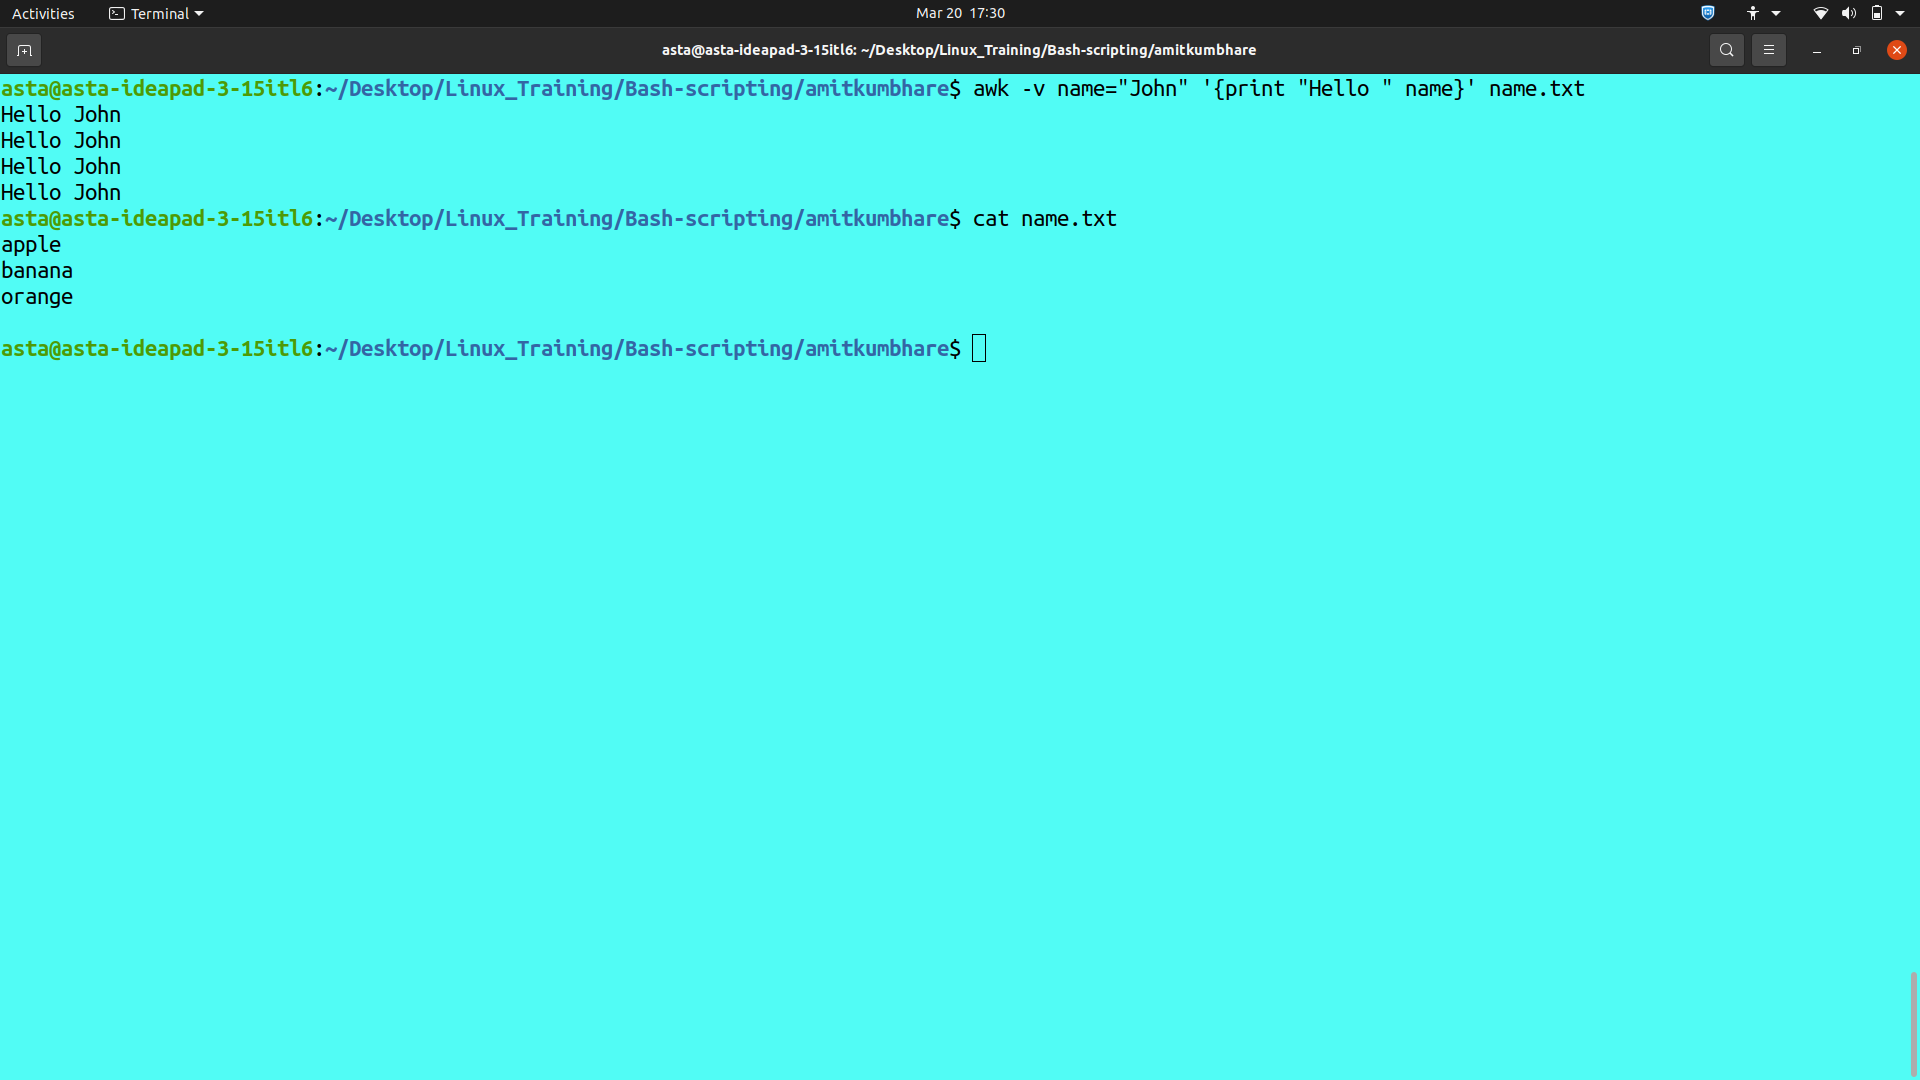 Activities Terminal Mar 20 17:30
asta@asta-ideapad-3-15itl6: ~/Desktop/Linux_Training/Bash-scripting/amitkumbhare
asta@asta-ideapad-3-15itl6:~/Desktop/Linux_Training/Bash-scripting/amitkumbhare$ awk -v name="John" '{print "Hello " name}' name.txt
Hello John
Hello John
Hello John
Hello John
asta@asta-ideapad-3-15itl6:~/Desktop/Linux_Training/Bash-scripting/amitkumbhare$ cat name.txt
apple
banana
orange
asta@asta-ideapad-3-15itl6:~/Desktop/Linux_Training/Bash-scripting/amitkumbhare$